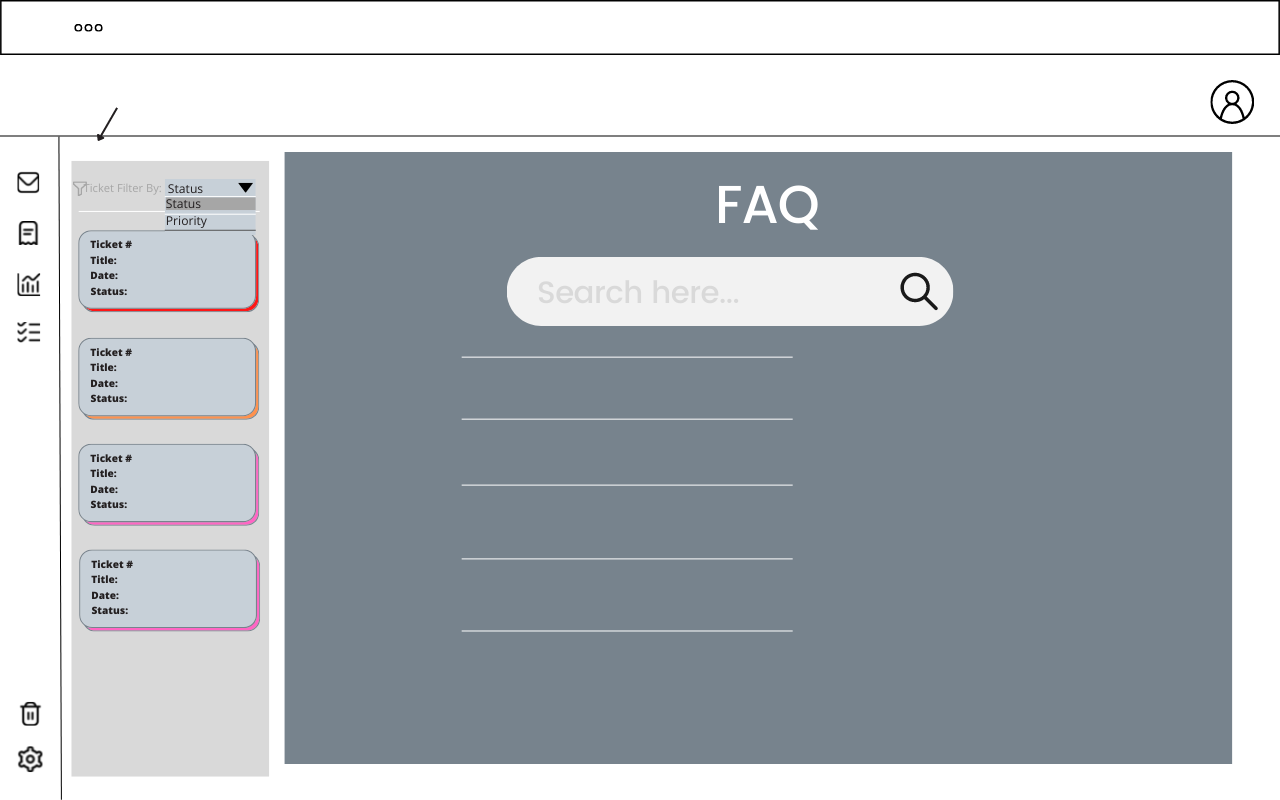 Ticket Filter By: Status
Status
Priority
Ticket #
Title:
Date:
Status:
Ticket #
Title:
Date:
Status:
Ticket #
Title:
Date:
Status:
Ticket #
Title:
Date:
Status:
FAQ
Search here...